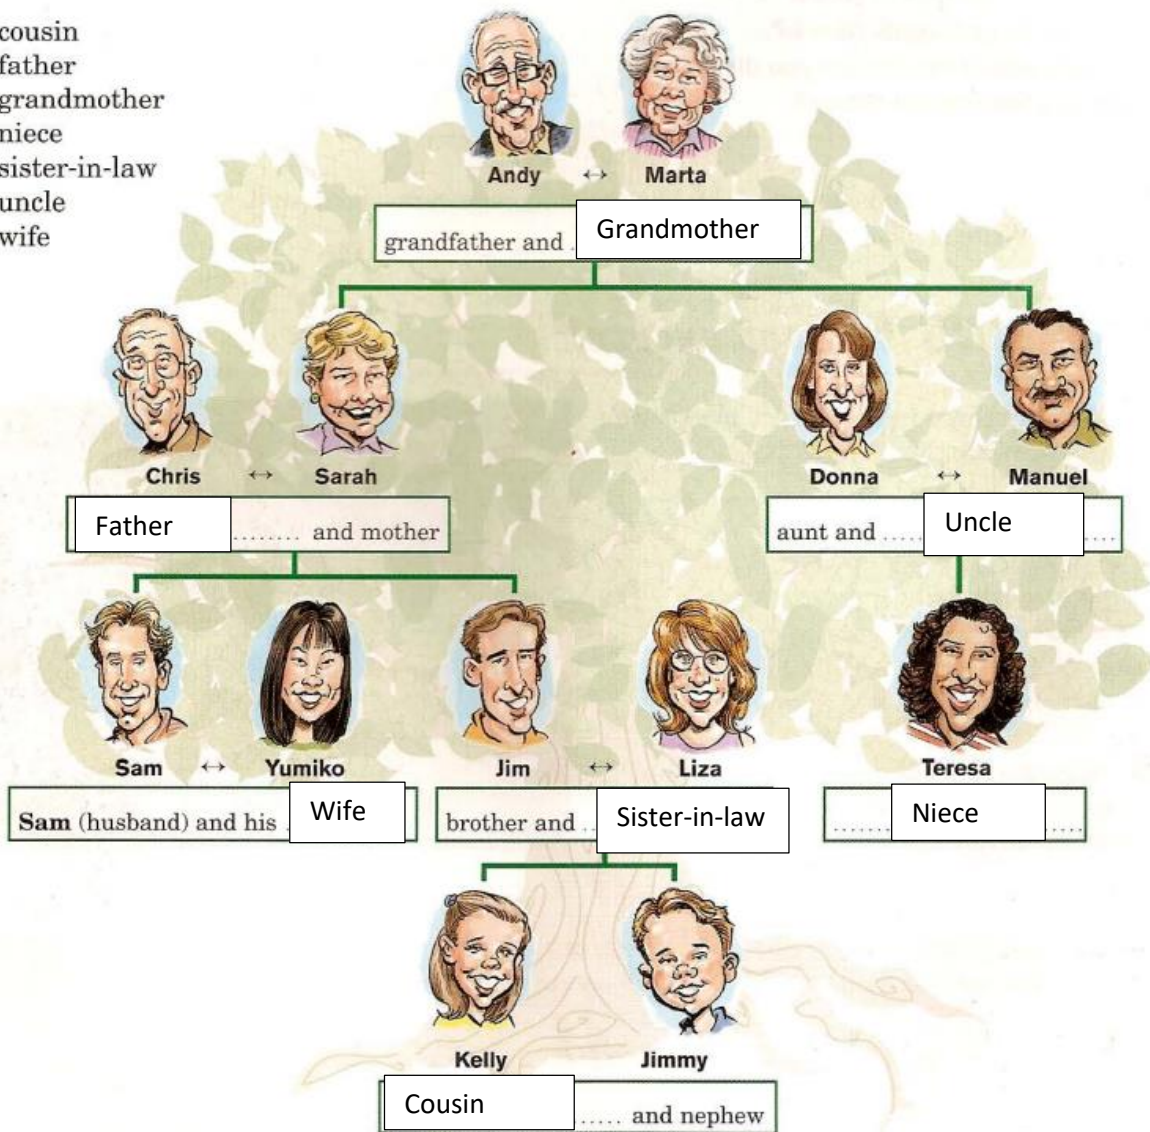 cousin
father
grandmother
niece
sister-in-law
uncle
wife
Andy ↔ Marta
grandfather and . Grandmother
Chris ↔ Sarah
Father ........ and mother
Donna ↔ Manuel
aunt and ..... Uncle ....
Sam ↔ Yumiko
Sam (husband) and his . Wife
Jim ↔ Liza
brother and .. Sister-in-law
Teresa
...... Niece ....
Kelly Jimmy
Cousin ..... and nephew